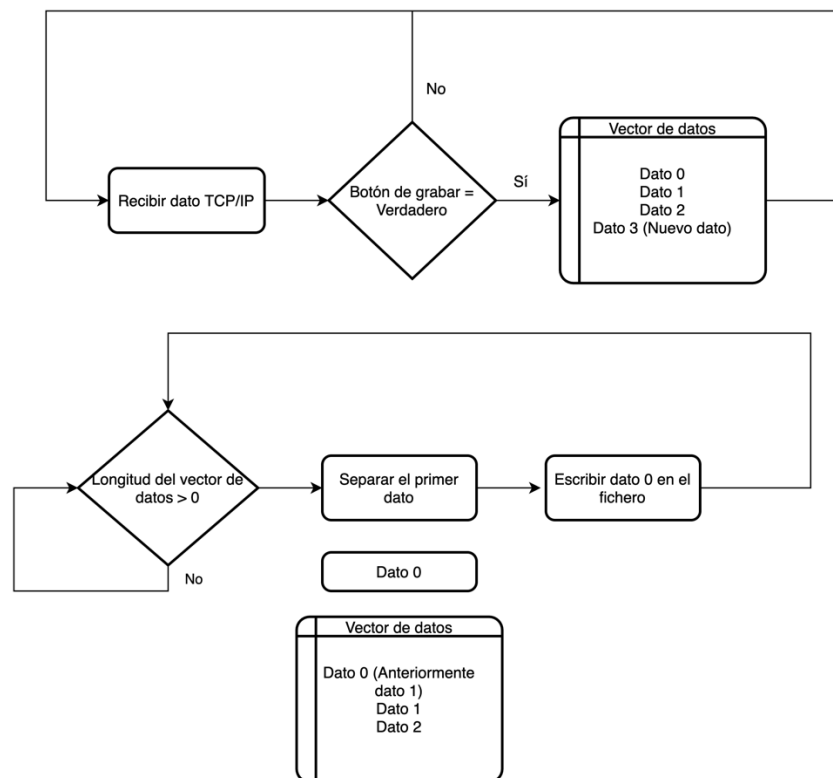 No
Vector de datos
Recibir dato TCP/IP
Botón de grabar =
Verdadero
Sí
Dato 0
Dato 1
Dato 2
Dato 3 (Nuevo dato)
Longitud del vector de
datos > 0
No
Separar el primer
dato
Escribir dato 0 en el
fichero
Dato 0
Vector de datos
Dato 0 (Anteriormente
dato 1)
Dato 1
Dato 2